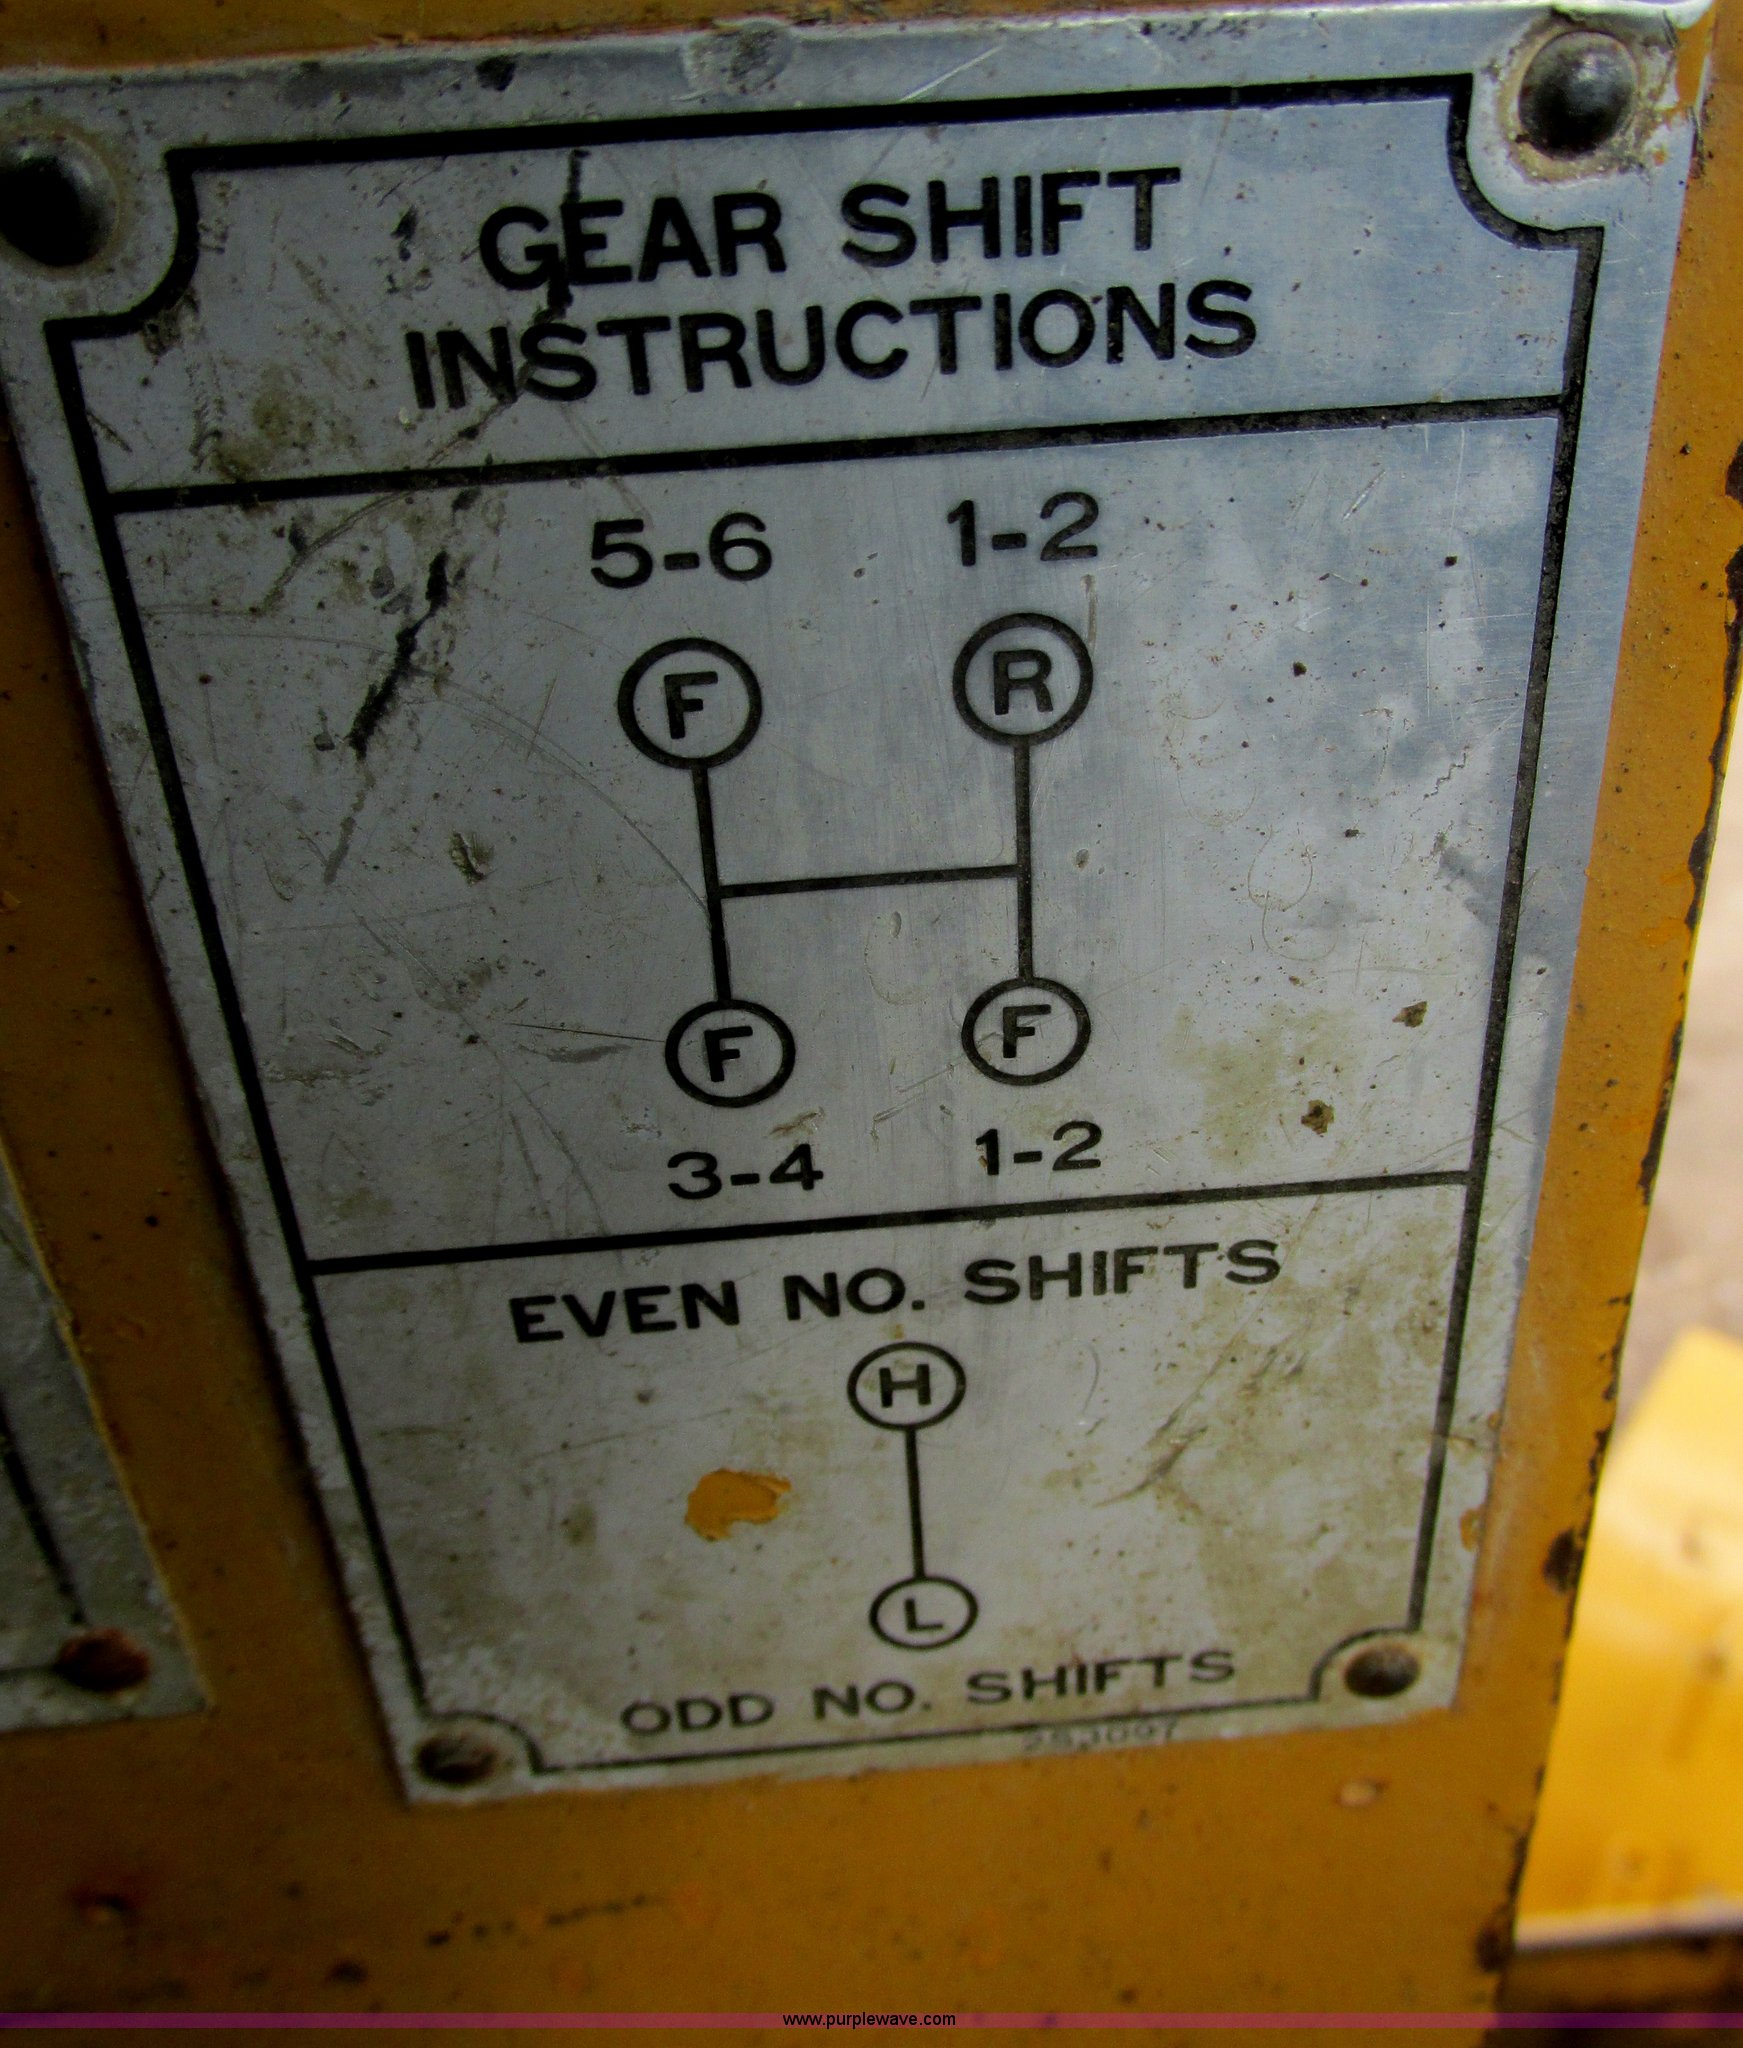 GEAR SHIFT
INSTRUCTIONS
5-6 1-2
F R
F F
3-4 1-2
EVEN NO. SHIFTS
H
L
ODD NO. SHIFTS
www.purplewave.com